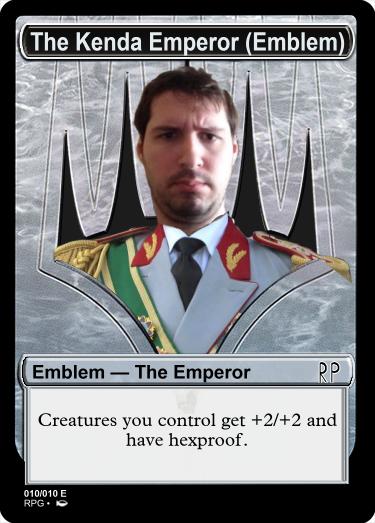 The Kenda Emperor (Emblem)
Emblem — The Emperor RP
Creatures you control get +2/+2 and
have hexproof.
010/010 E
RPG •